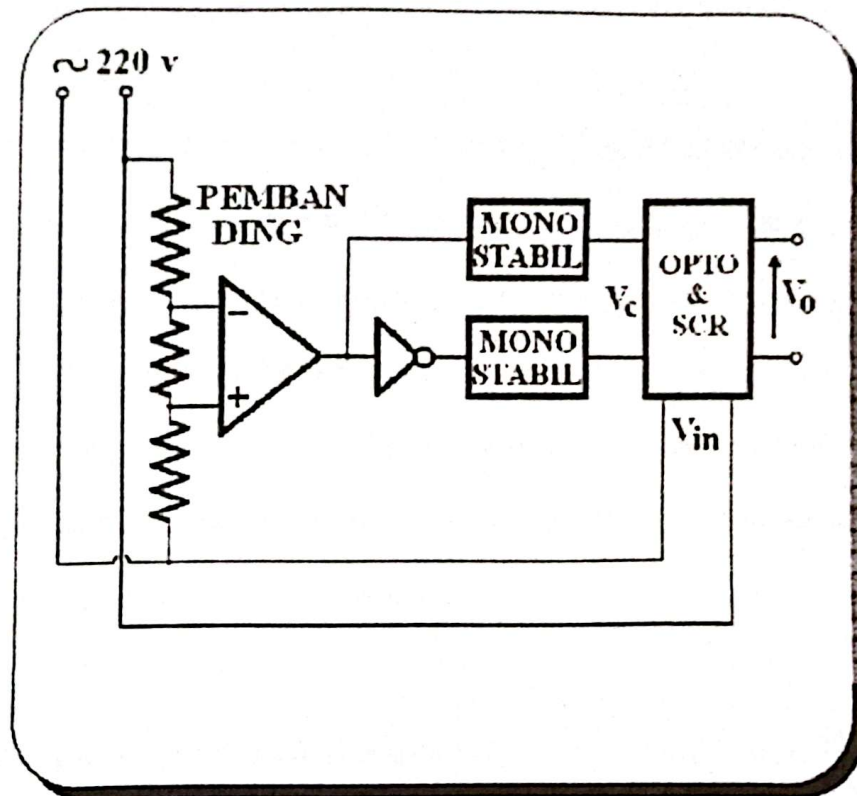 ~ 220 v
PEMBAN
DING
−
+
MONO
STABIL
MONO
STABIL
Vc
OPTO
&
SCR
V0
Vin